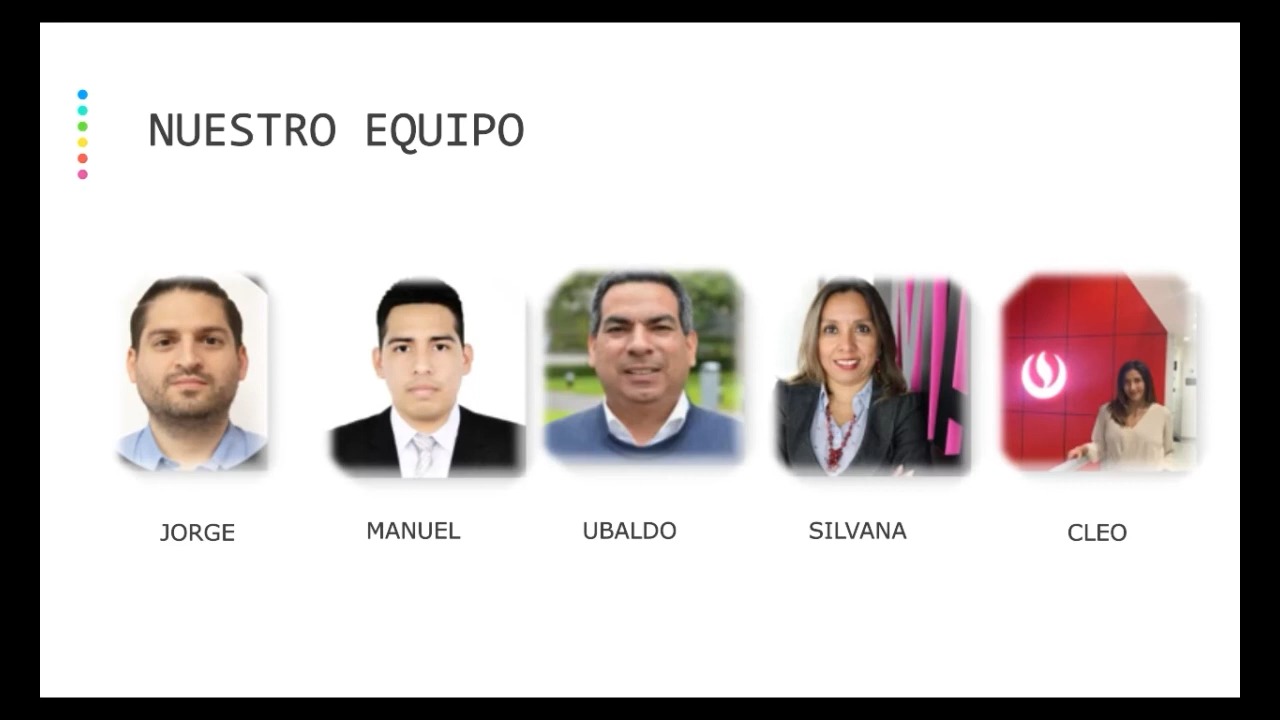 NUESTRO EQUIPO
JORGE
MANUEL
UBALDO
SILVANA
CLEO